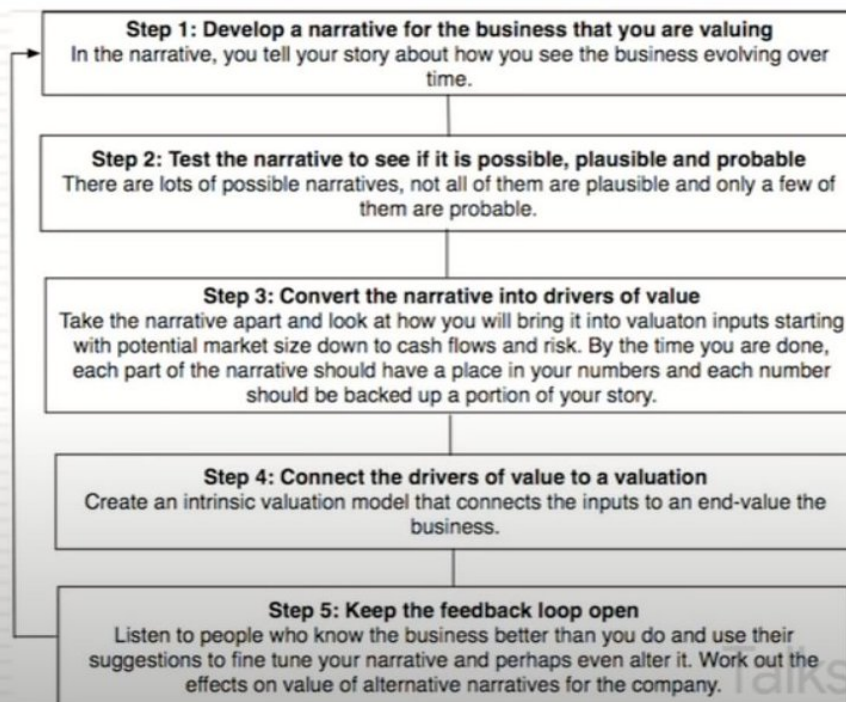 Step 1: Develop a narrative for the business that you are valuing
In the narrative, you tell your story about how you see the business evolving over
time.
Step 2: Test the narrative to see if it is possible, plausible and probable
There are lots of possible narratives, not all of them are plausible and only a few of
them are probable.
Step 3: Convert the narrative into drivers of value
Take the narrative apart and look at how you will bring it into valuaton inputs starting
with potential market size down to cash flows and risk. By the time you are done,
each part of the narrative should have a place in your numbers and each number
should be backed up a portion of your story.
Step 4: Connect the drivers of value to a valuation
Create an intrinsic valuation model that connects the inputs to an end-value the
business.
Step 5: Keep the feedback loop open
Listen to people who know the business better than you do and use their
suggestions to fine tune your narrative and perhaps even alter it. Work out the
effects on value of alternative narratives for the company.
Talks